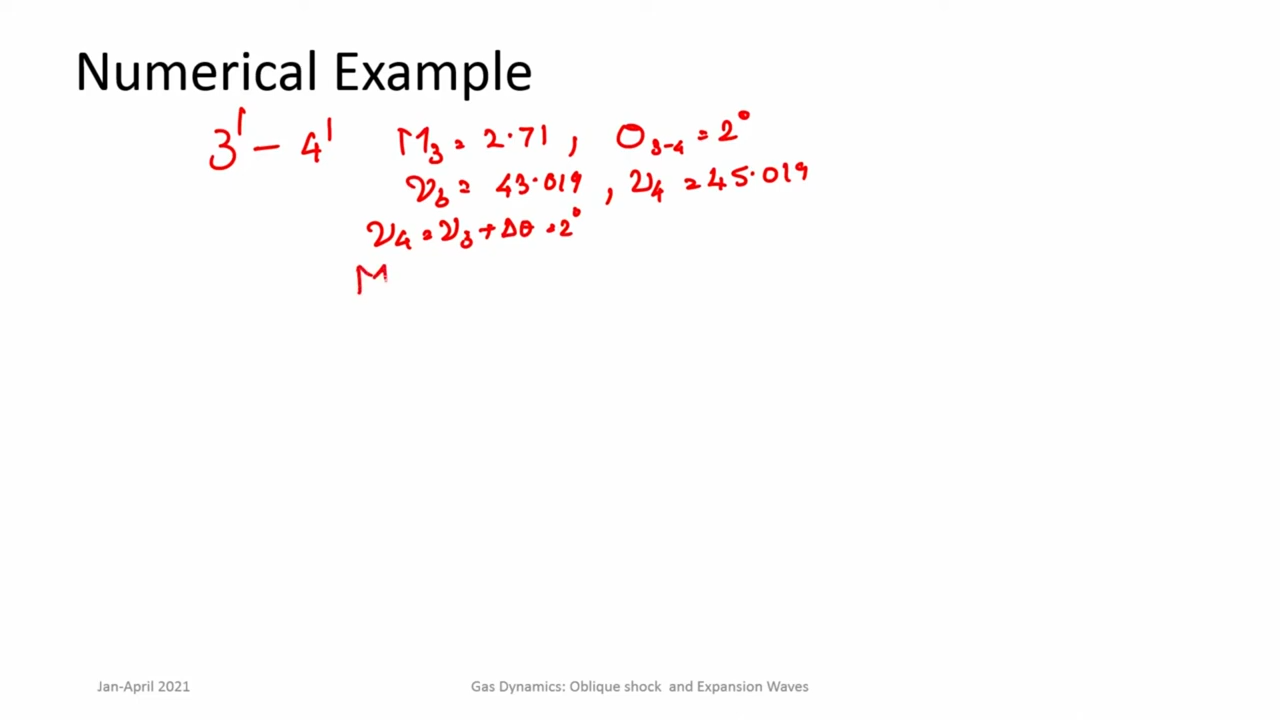 Numerical Example
3' - 4' M₃ = 2.71 , θ₃₋₄ = 2°
ν₃ = 43.019 , ν₄ = 45.019
ν₄ = ν₃ + Δθ = 2°
M
Jan-April 2021
Gas Dynamics: Oblique shock and Expansion Waves